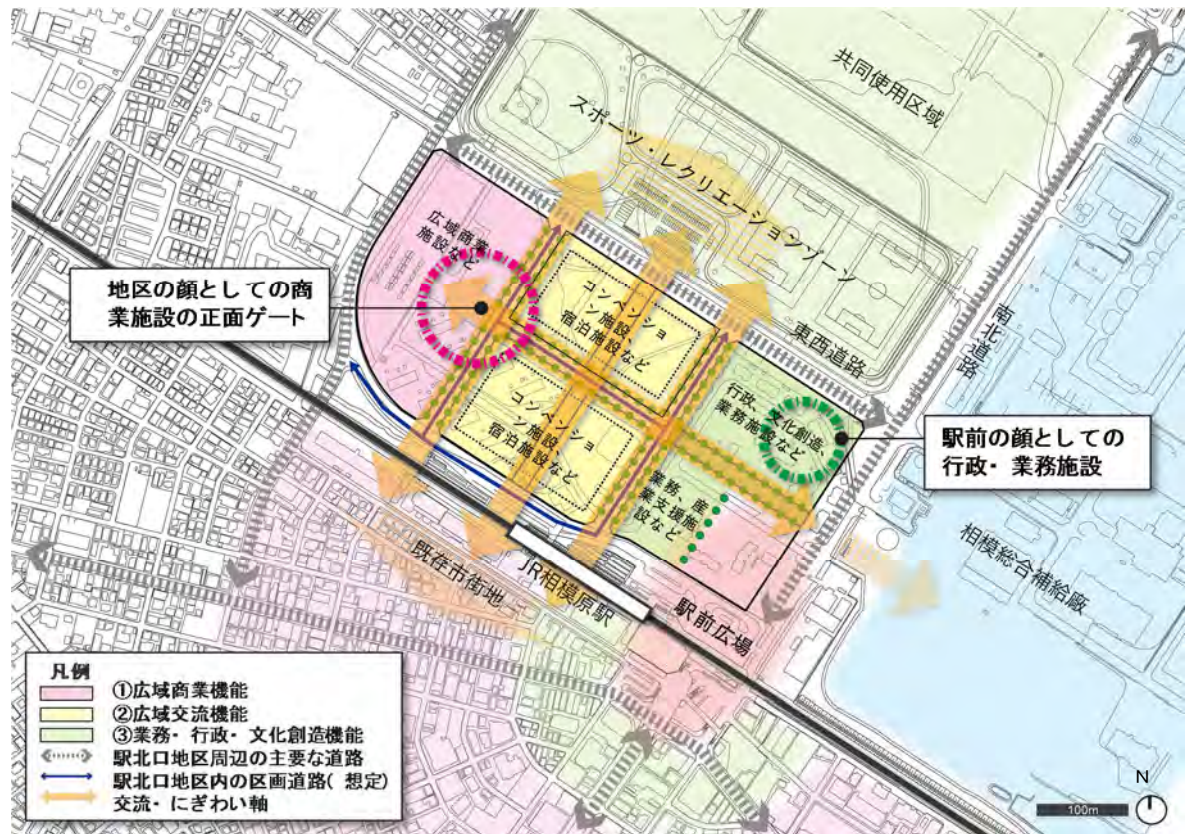 共同使用区域
スポーツ・レクリエーションゾーン
広域商業
施設など
地区の顔としての商
業施設の正面ゲート
コンベンショ
ン施設、
宿泊施設など
東西道路
南北道路
コンベンショ
ン施設、
宿泊施設など
行政、文化創造、
業務施設など
駅前の顔としての
行政・業務施設
業務、産
業支援施
設など
相模総合補給廠
既存市街地
JR相模原駅
駅前広場
凡例
①広域商業機能
②広域交流機能
③業務・行政・文化創造機能
駅北口地区周辺の主要な道路
駅北口地区内の区画道路(想定)
交流・にぎわい軸
N
100m